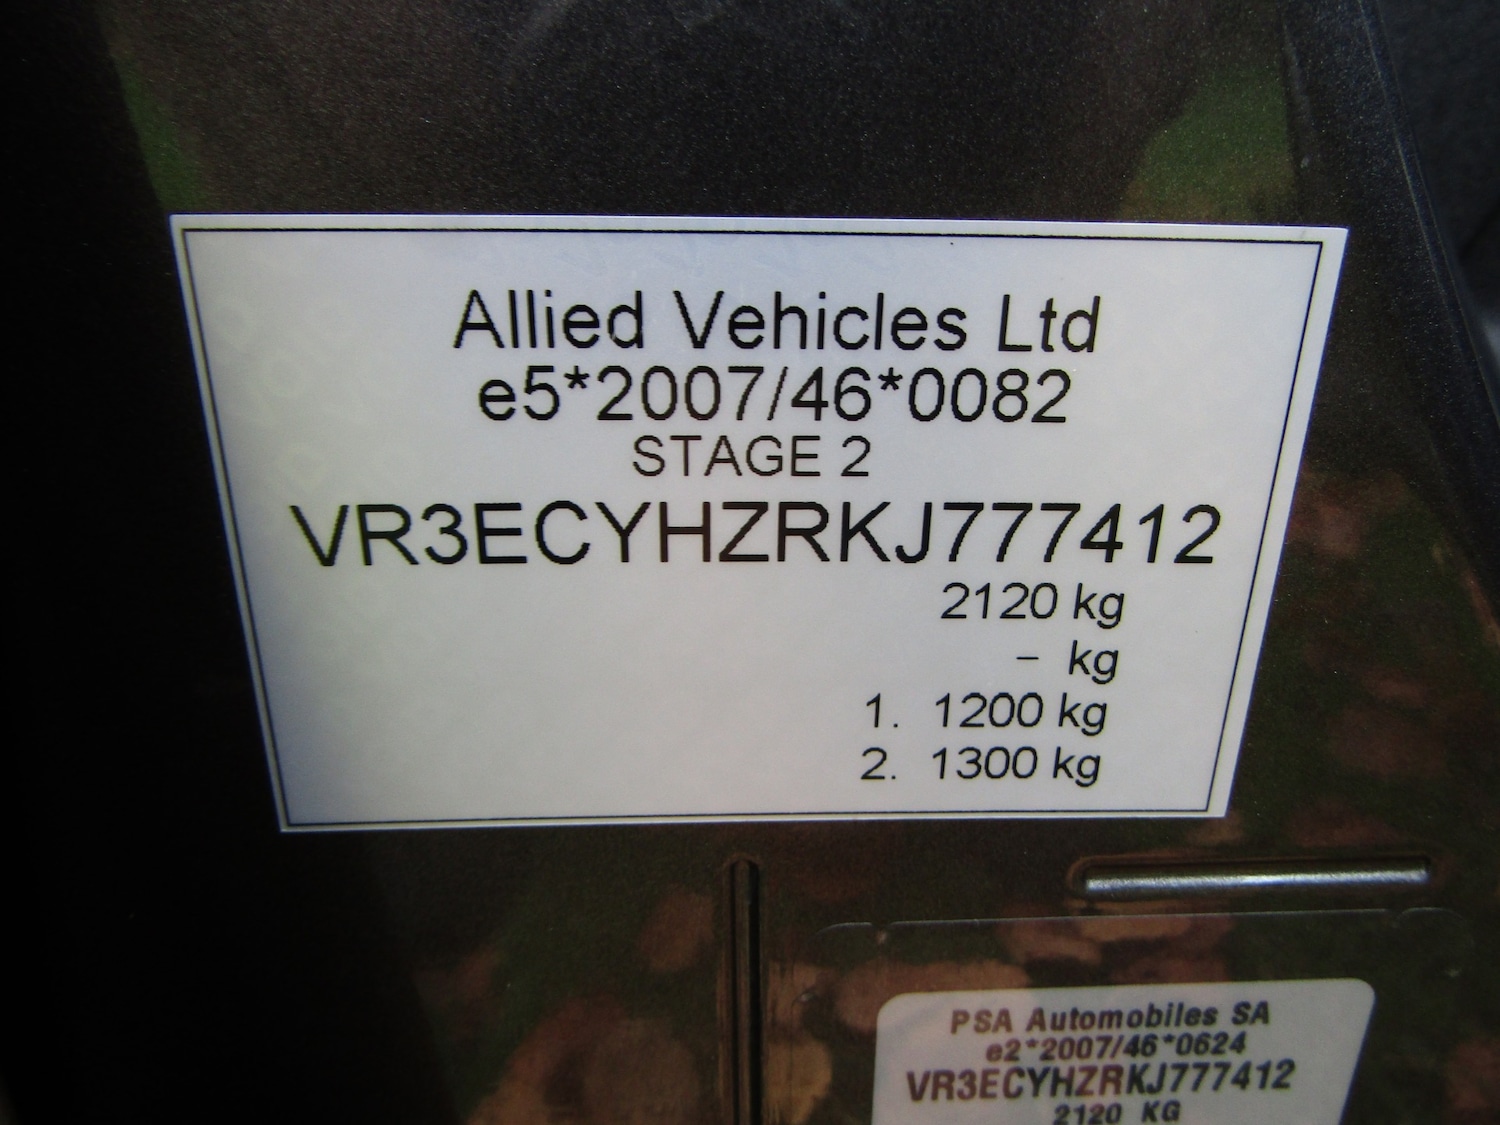 Allied Vehicles Ltd
e5*2007/46*0082
STAGE 2
VR3ECYHZRKJ777412
2120 kg
– kg
1. 1200 kg
2. 1300 kg
PSA Automobiles SA
e2*2007/46*0624
VR3ECYHZRKJ777412
2120 KG